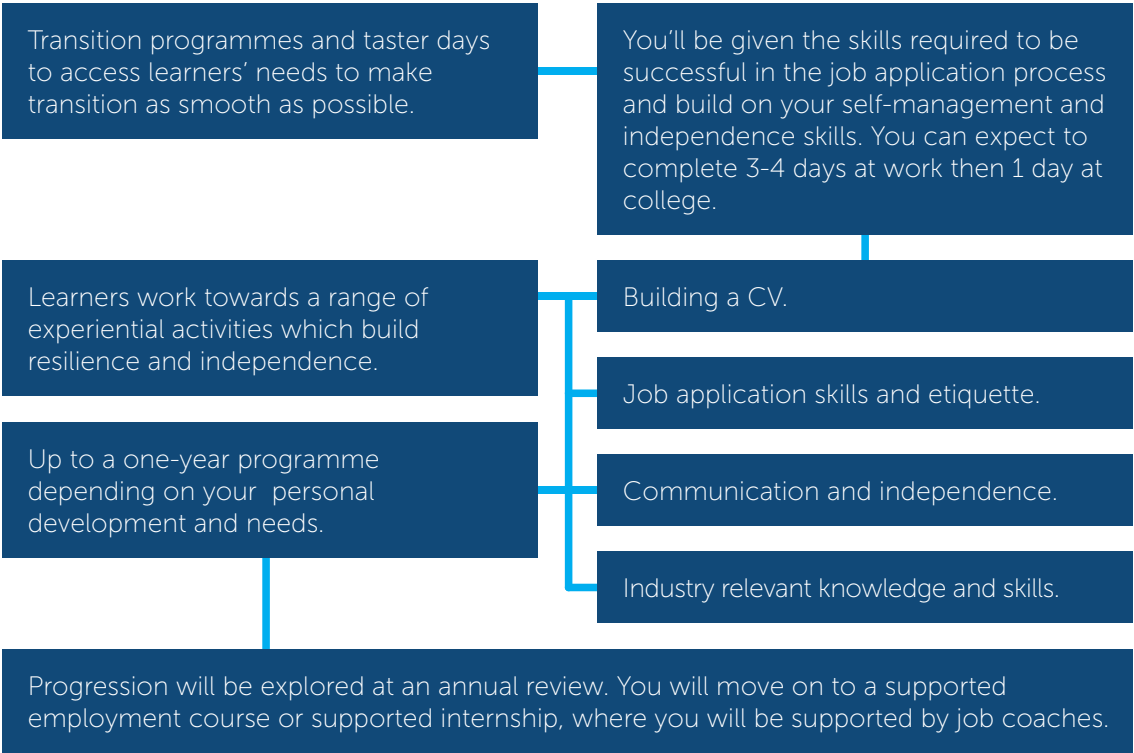 Transition programmes and taster days
to access learners' needs to make
transition as smooth as possible.
You'll be given the skills required to be
successful in the job application process
and build on your self-management and
independence skills. You can expect to
complete 3-4 days at work then 1 day at
college.
Learners work towards a range of
experiential activities which build
resilience and independence.
Building a CV.
Job application skills and etiquette.
Up to a one-year programme
depending on your  personal
development and needs.
Communication and independence.
Industry relevant knowledge and skills.
Progression will be explored at an annual review. You will move on to a supported
employment course or supported internship, where you will be supported by job coaches.